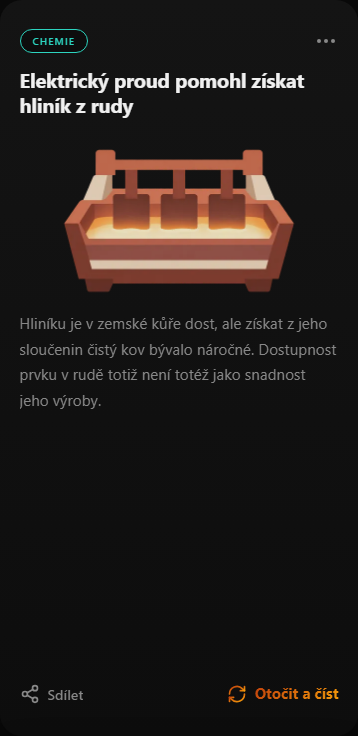 CHEMIE
Elektrický proud pomohl získat
hliník z rudy
Hliníku je v zemské kůře dost, ale získat z jeho
sloučenin čistý kov bývalo náročné. Dostupnost
prvku v rudě totiž není totéž jako snadnost
jeho výroby.
Sdílet
Otočit a číst